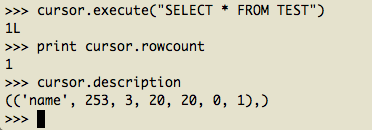 >>> cursor.execute("SELECT * FROM TEST")
1L
>>> print cursor.rowcount
1
>>> cursor.description
(('name', 253, 3, 20, 20, 0, 1),)
>>>